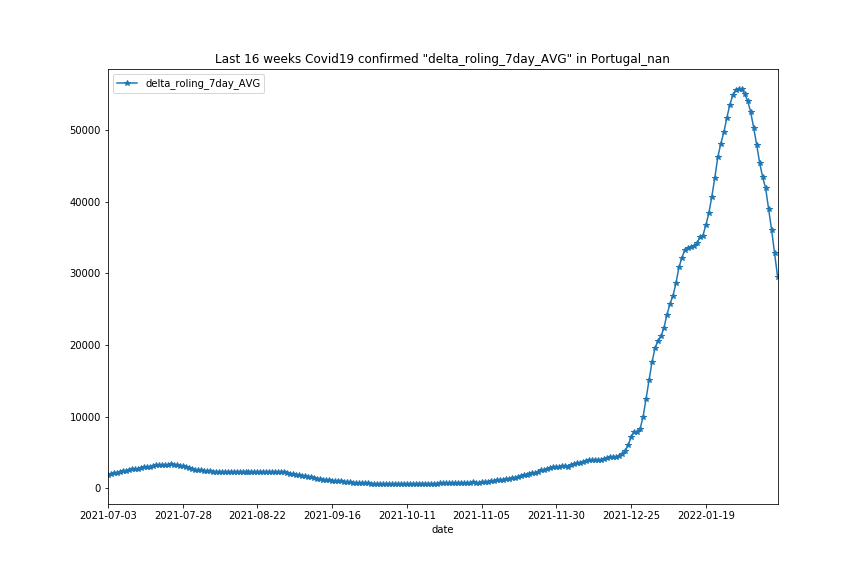 Last 16 weeks Covid19 confirmed "delta_roling_7day_AVG" in Portugal_nan
delta_roling_7day_AVG
50000
40000
30000
20000
10000
0
2021-07-03 2021-07-28 2021-08-22 2021-09-16 2021-10-11 2021-11-05 2021-11-30 2021-12-25 2022-01-19
date